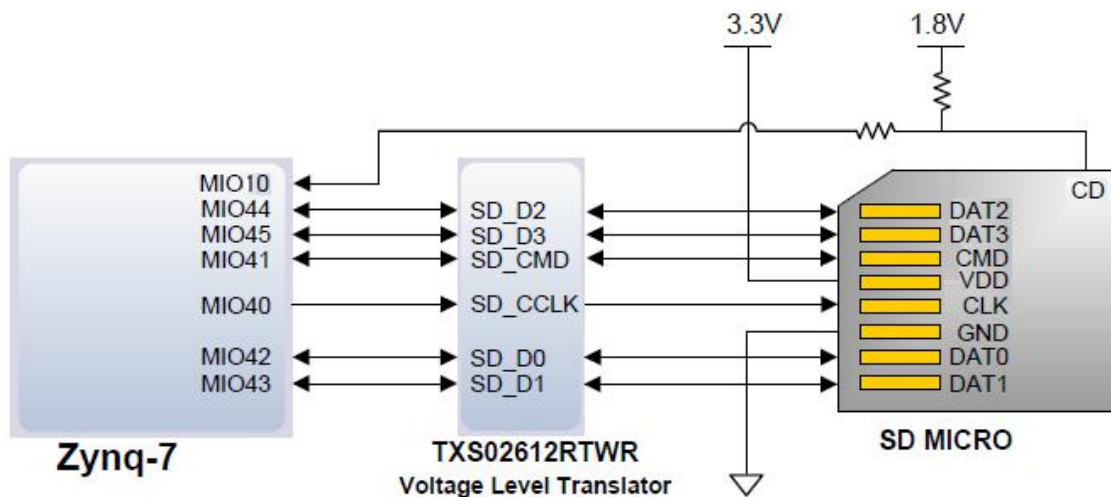 3.3V
1.8V
MIO10
CD
MIO44
SD_D2
DAT2
MIO45
SD_D3
DAT3
MIO41
SD_CMD
CMD
VDD
MIO40
SD_CCLK
CLK
GND
MIO42
SD_D0
DAT0
MIO43
SD_D1
DAT1
Zynq-7
TXS02612RTWR
Voltage Level Translator
SD MICRO